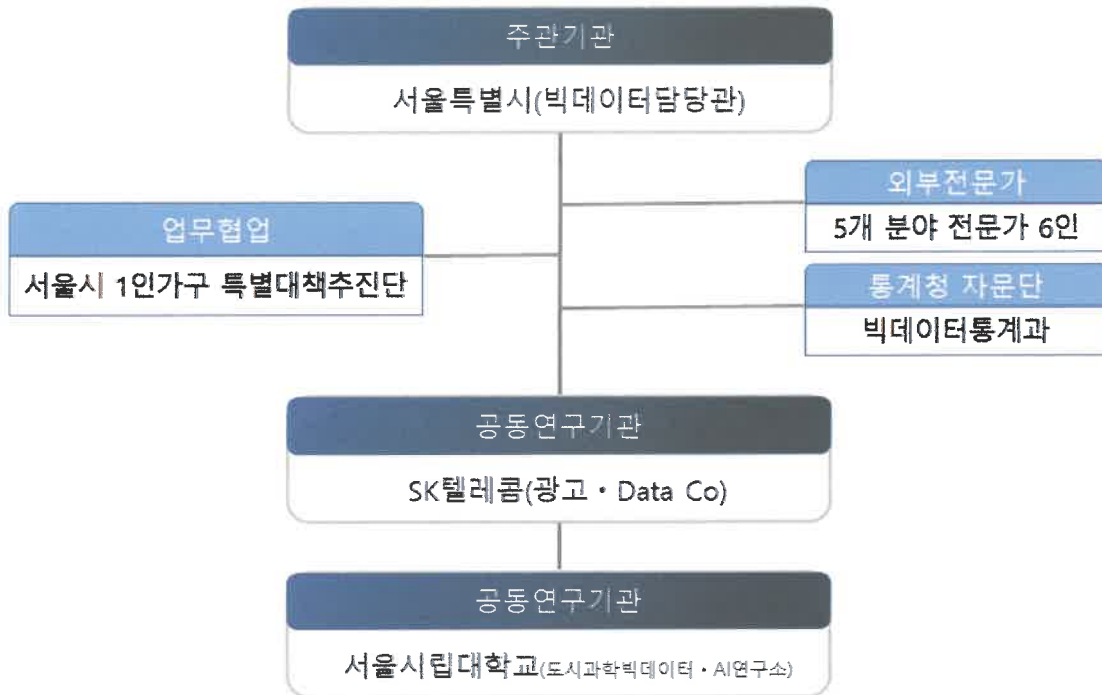 주관기관
서울특별시(빅데이터담당관)
외부전문가
5개 분야 전문가 6인
업무협업
서울시 1인가구 특별대책추진단
통계청 자문단
빅데이터통계과
공동연구기관
SK텔레콤(광고・Data Co)
공동연구기관
서울시립대학교(도시과학빅데이터・AI연구소)